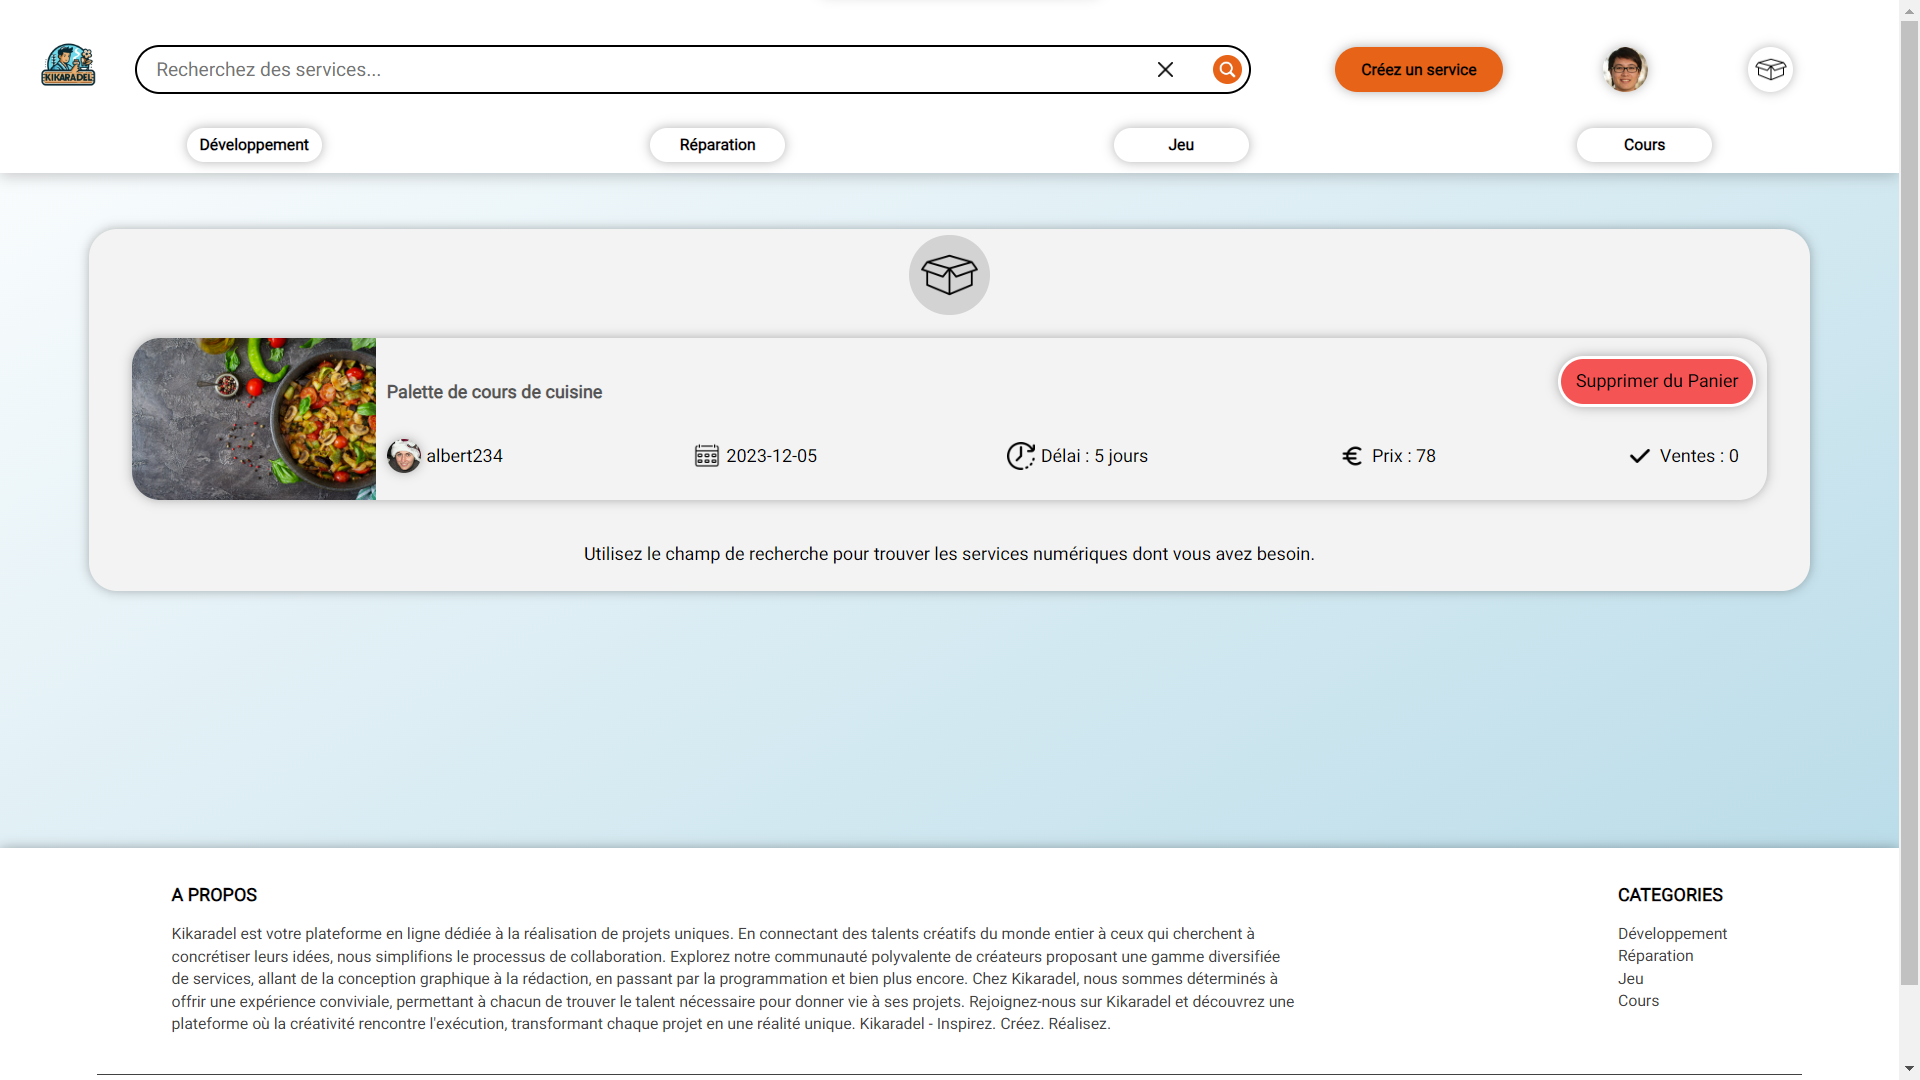 KIKARADEL
Recherchez des services...
Créez un service
Développement
Réparation
Jeu
Cours
Supprimer du Panier
Palette de cours de cuisine
albert234
2023-12-05
Délai : 5 jours
Prix : 78
Ventes : 0
Utilisez le champ de recherche pour trouver les services numériques dont vous avez besoin.
A PROPOS
Kikaradel est votre plateforme en ligne dédiée à la réalisation de projets uniques. En connectant des talents créatifs du monde entier à ceux qui cherchent à
concrétiser leurs idées, nous simplifions le processus de collaboration. Explorez notre communauté polyvalente de créateurs proposant une gamme diversifiée
de services, allant de la conception graphique à la rédaction, en passant par la programmation et bien plus encore. Chez Kikaradel, nous sommes déterminés à
offrir une expérience conviviale, permettant à chacun de trouver le talent nécessaire pour donner vie à ses projets. Rejoignez-nous sur Kikaradel et découvrez une
plateforme où la créativité rencontre l'exécution, transformant chaque projet en une réalité unique. Kikaradel - Inspirez. Créez. Réalisez.
CATEGORIES
Développement
Réparation
Jeu
Cours